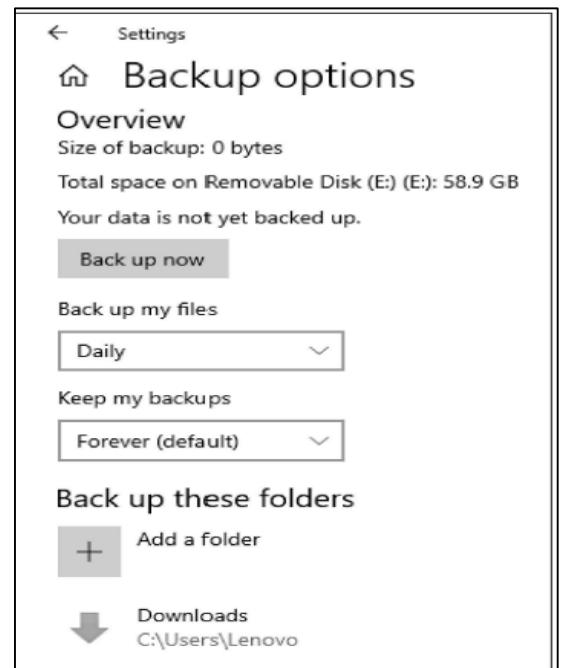 Settings
Backup options
Overview
Size of backup: 0 bytes
Total space on Removable Disk (E:) (E:): 58.9 GB
Your data is not yet backed up.
Back up now
Back up my files
Daily
Keep my backups
Forever (default)
Back up these folders
Add a folder
Downloads
C:\Users\Lenovo